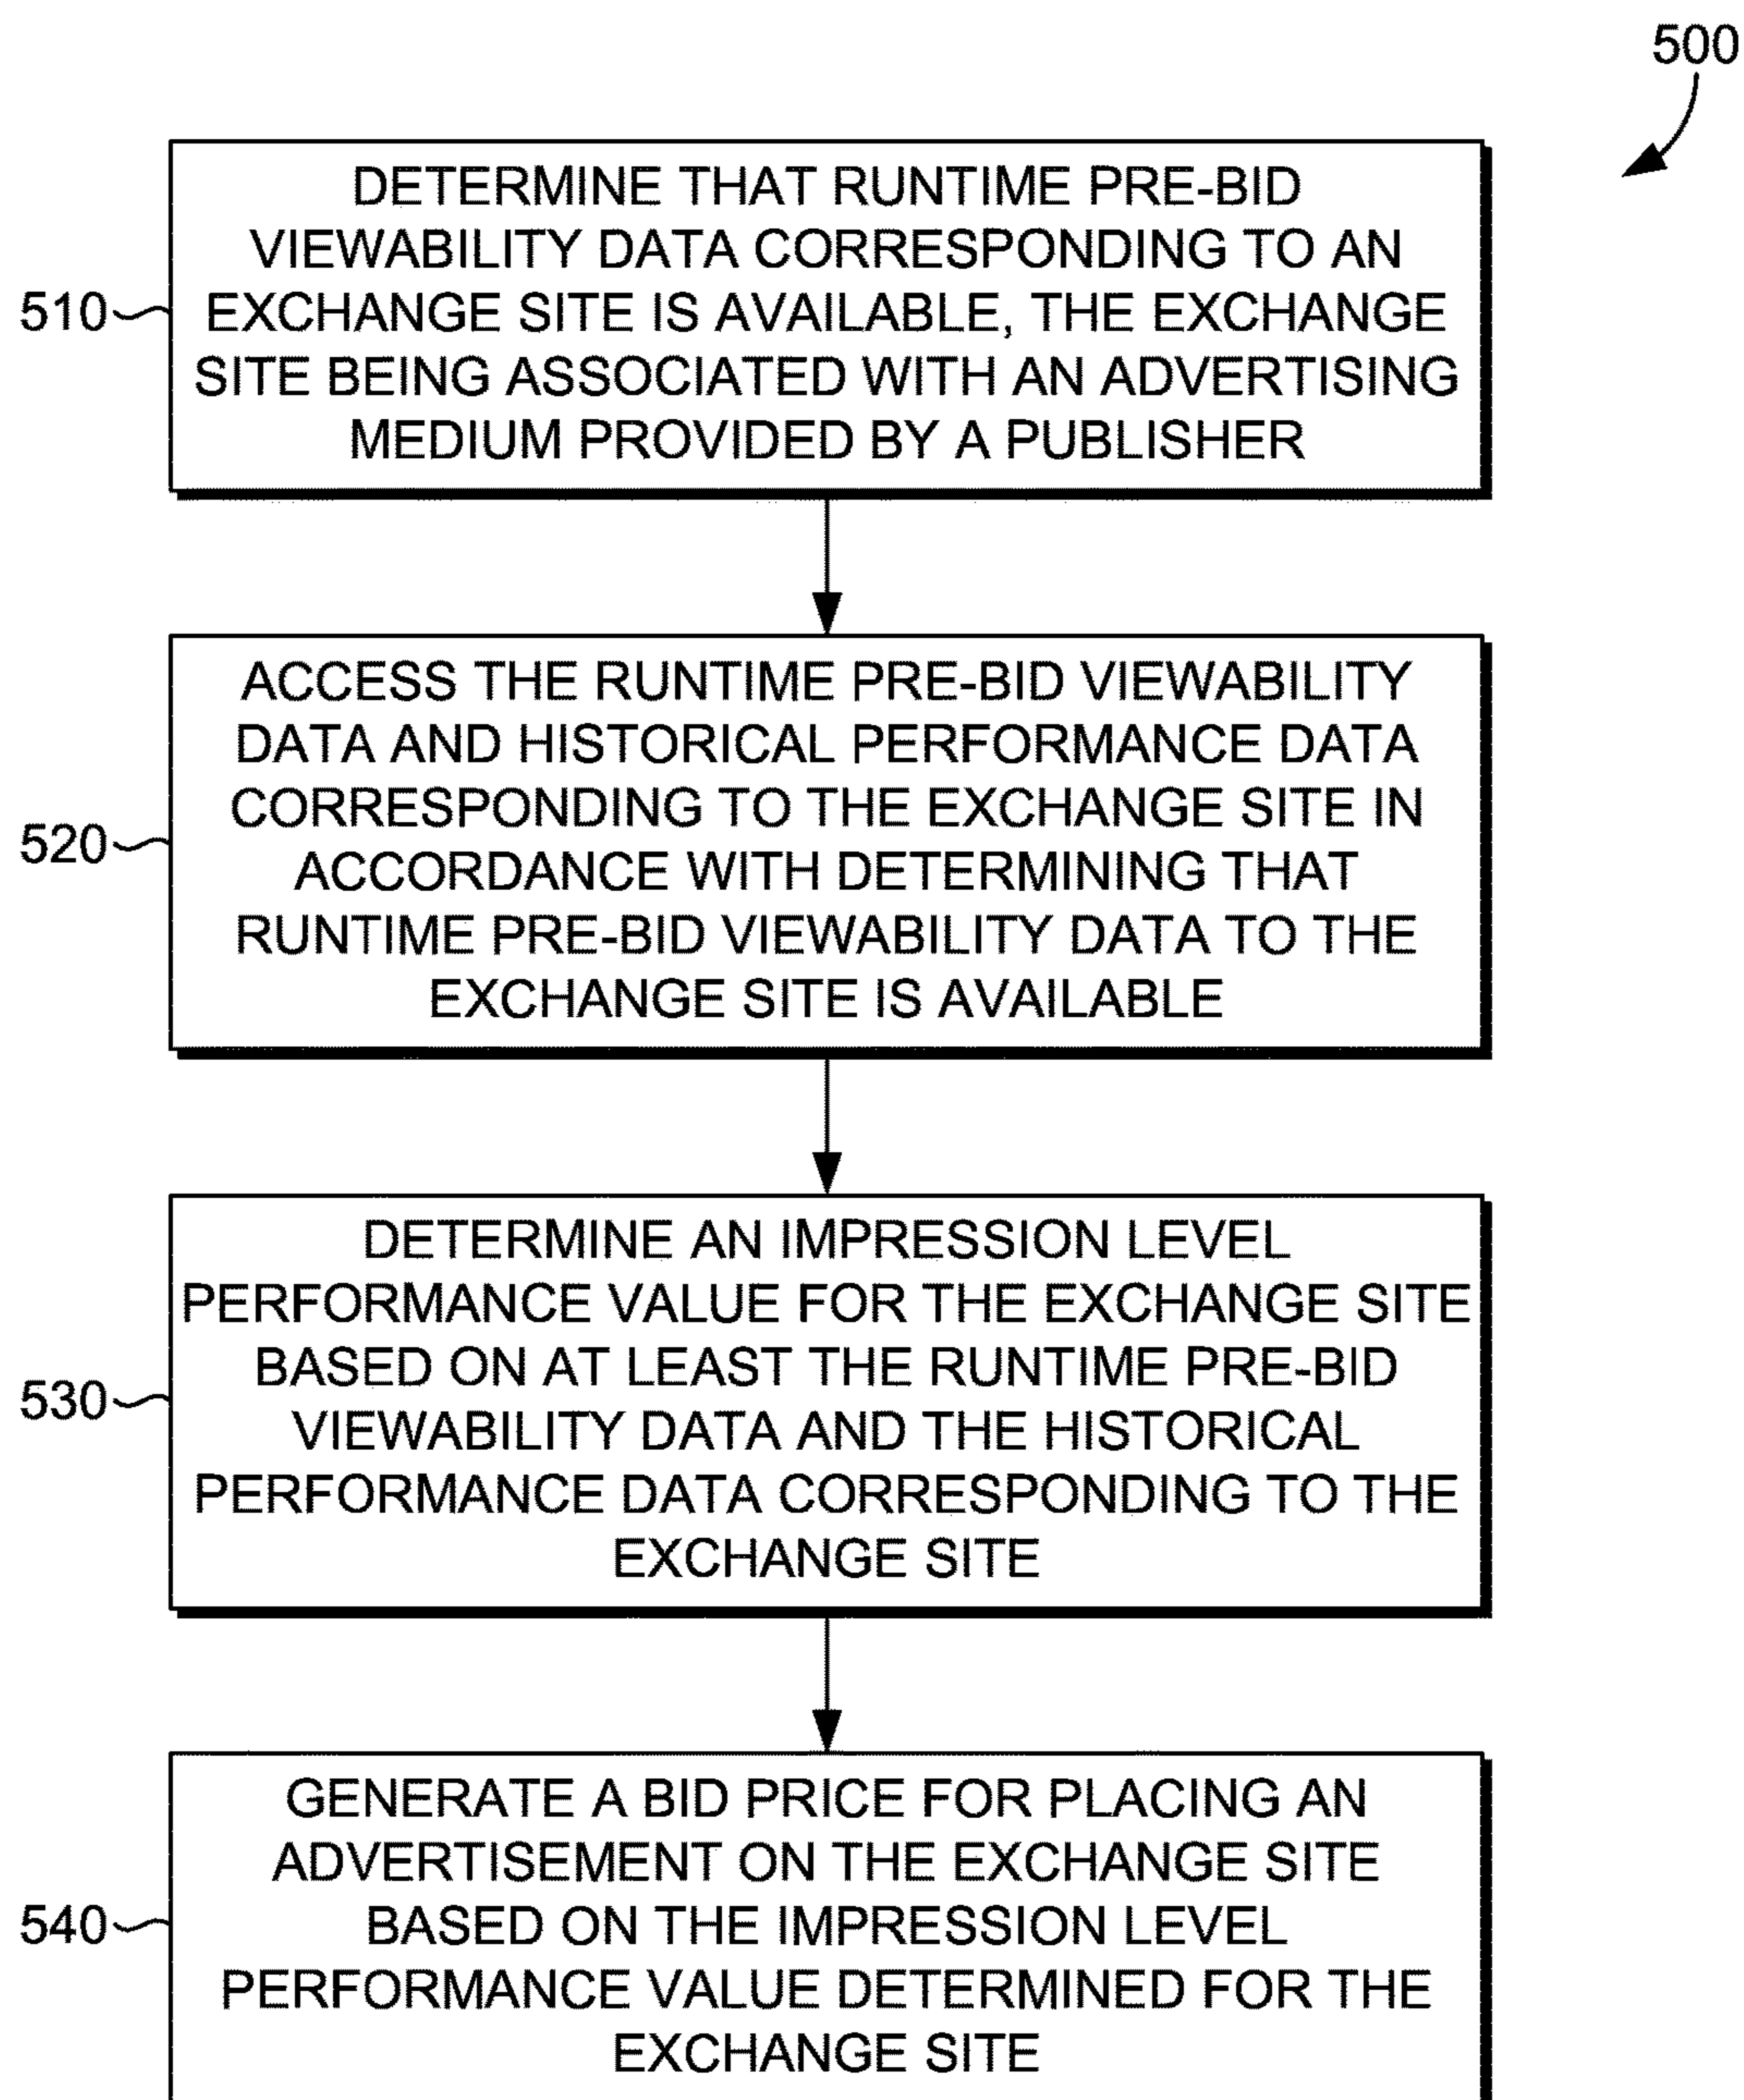 500
DETERMINE THAT RUNTIME PRE-BID
VIEWABILITY DATA CORRESPONDING TO AN
EXCHANGE SITE IS AVAILABLE, THE EXCHANGE
SITE BEING ASSOCIATED WITH AN ADVERTISING
MEDIUM PROVIDED BY A PUBLISHER
510
ACCESS THE RUNTIME PRE-BID VIEWABILITY
DATA AND HISTORICAL PERFORMANCE DATA
CORRESPONDING TO THE EXCHANGE SITE IN
ACCORDANCE WITH DETERMINING THAT
RUNTIME PRE-BID VIEWABILITY DATA TO THE
EXCHANGE SITE IS AVAILABLE
520
DETERMINE AN IMPRESSION LEVEL
PERFORMANCE VALUE FOR THE EXCHANGE SITE
BASED ON AT LEAST THE RUNTIME PRE-BID
VIEWABILITY DATA AND THE HISTORICAL
PERFORMANCE DATA CORRESPONDING TO THE
EXCHANGE SITE
530
GENERATE A BID PRICE FOR PLACING AN
ADVERTISEMENT ON THE EXCHANGE SITE
BASED ON THE IMPRESSION LEVEL
PERFORMANCE VALUE DETERMINED FOR THE
EXCHANGE SITE
540